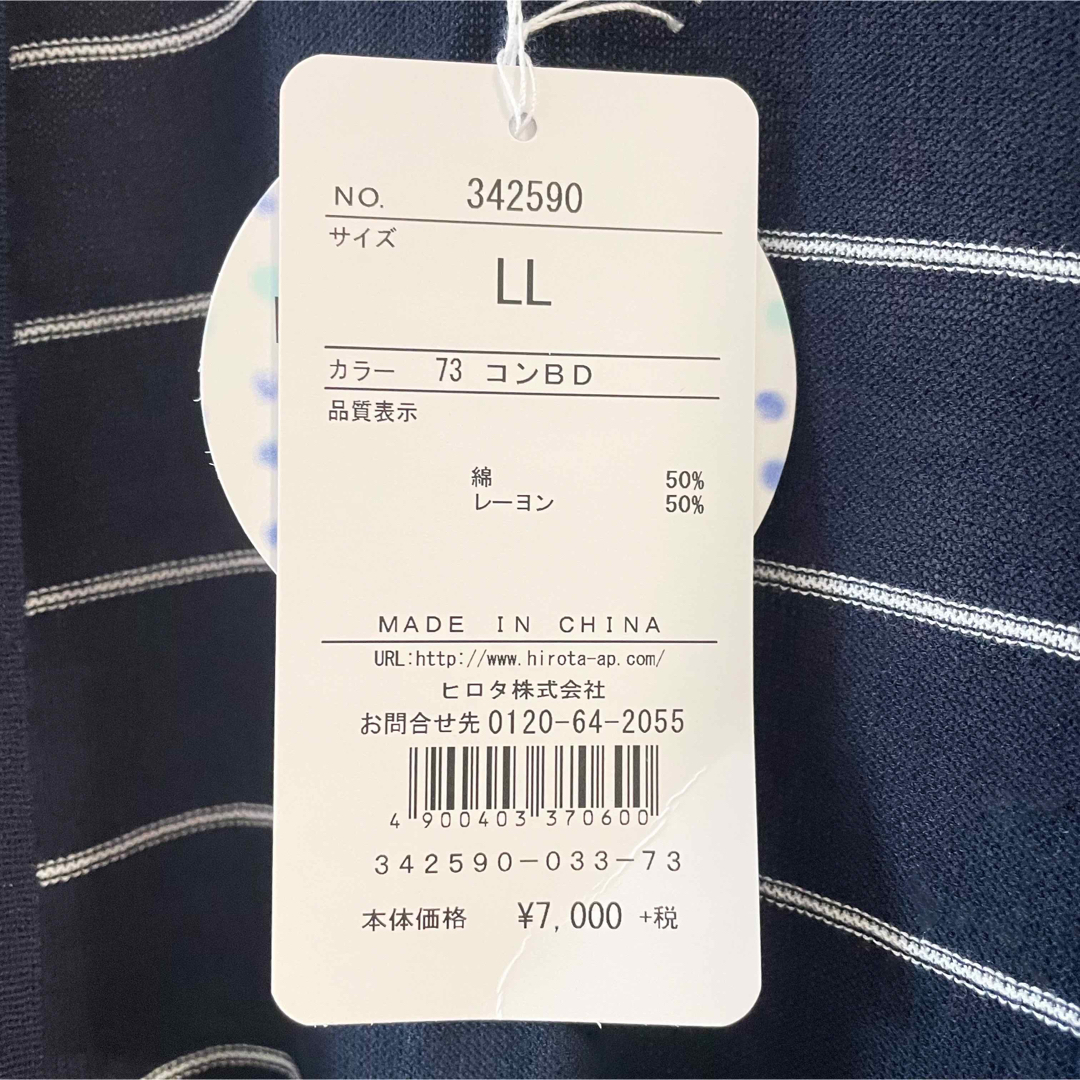 NO. 342590
サイズ
LL
カラー 73 コンBD
品質表示
綿 50%
レーヨン 50%
MADE IN CHINA
URL:http://www.hirota-ap.com/
ヒロタ株式会社
お問合せ先 0120-64-2055
4 900403 370600
342590-033-73
本体価格 ¥7,000 +税